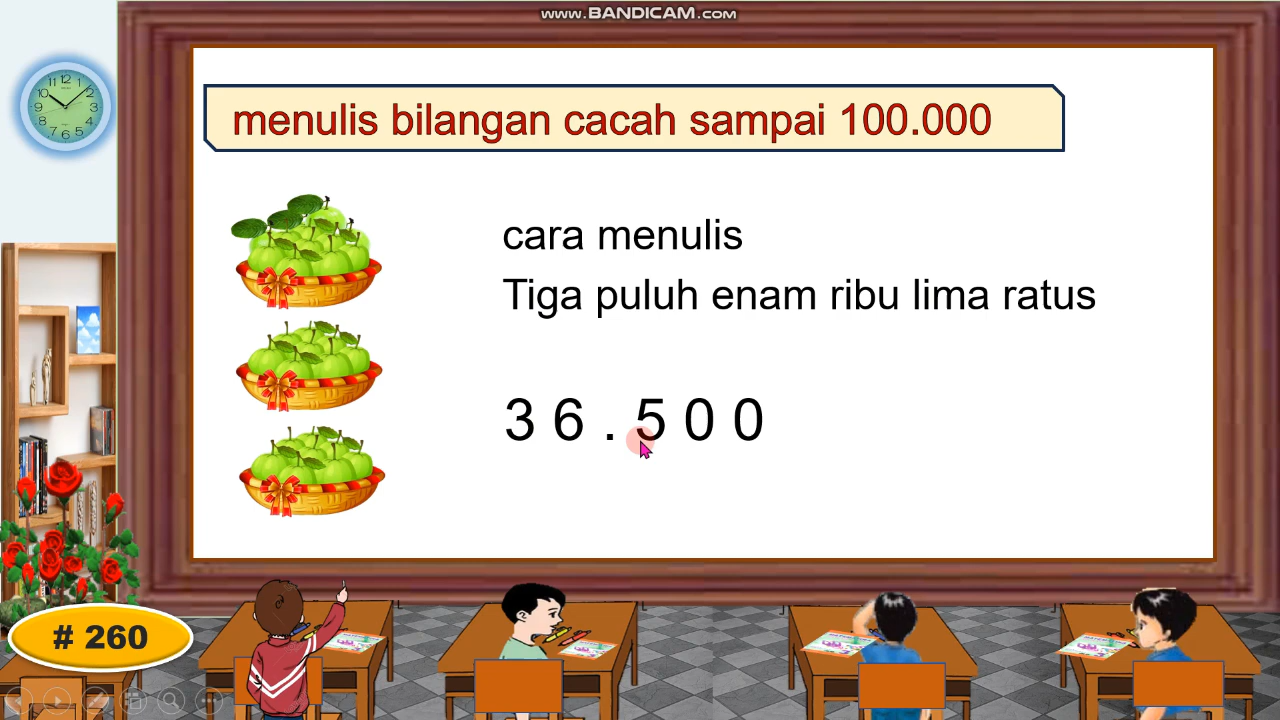 www.BANDICAM.com
menulis bilangan cacah sampai 100.000
cara menulis
Tiga puluh enam ribu lima ratus
3 6 . 5 0 0
# 260